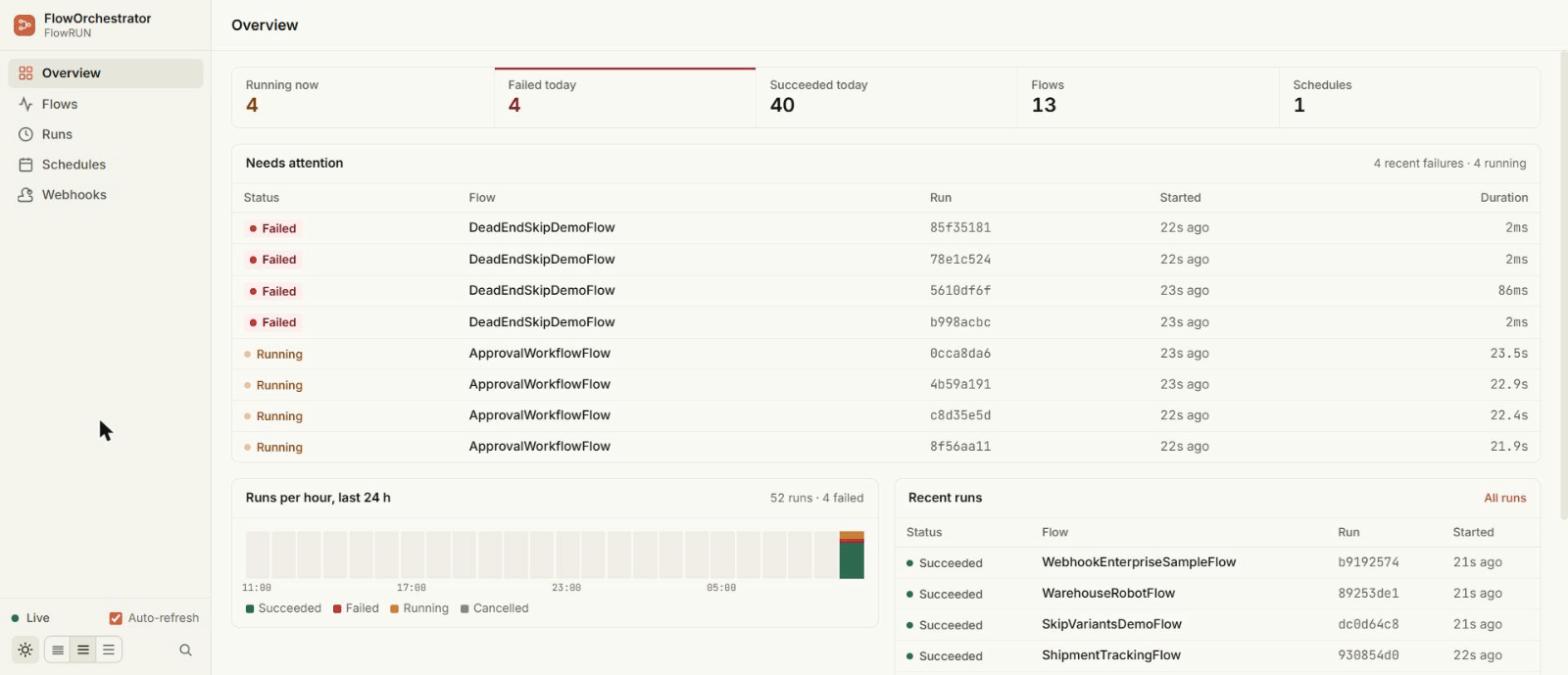 FlowOrchestrator
FlowRUN
Overview
Flows
Runs
Schedules
Webhooks
Live
Auto-refresh
Overview
Running now
4
Failed today
4
Succeeded today
40
Flows
13
Schedules
1
Needs attention
4 recent failures · 4 running
Status Flow Run Started Duration
Failed DeadEndSkipDemoFlow 85f35181 22s ago 2ms
Failed DeadEndSkipDemoFlow 78e1c524 22s ago 2ms
Failed DeadEndSkipDemoFlow 5610df6f 23s ago 86ms
Failed DeadEndSkipDemoFlow b998acbc 23s ago 2ms
Running ApprovalWorkflowFlow 0cca8da6 23s ago 23.5s
Running ApprovalWorkflowFlow 4b59a191 23s ago 22.9s
Running ApprovalWorkflowFlow c8d35e5d 22s ago 22.4s
Running ApprovalWorkflowFlow 8f56aa11 22s ago 21.9s
Runs per hour, last 24 h
52 runs · 4 failed
11:00 17:00 23:00 05:00
Succeeded Failed Running Cancelled
Recent runs
All runs
Status Flow Run Started
Succeeded WebhookEnterpriseSampleFlow b9192574 21s ago
Succeeded WarehouseRobotFlow 89253de1 21s ago
Succeeded SkipVariantsDemoFlow dc0d64c8 21s ago
Succeeded ShipmentTrackingFlow 930854d0 22s ago